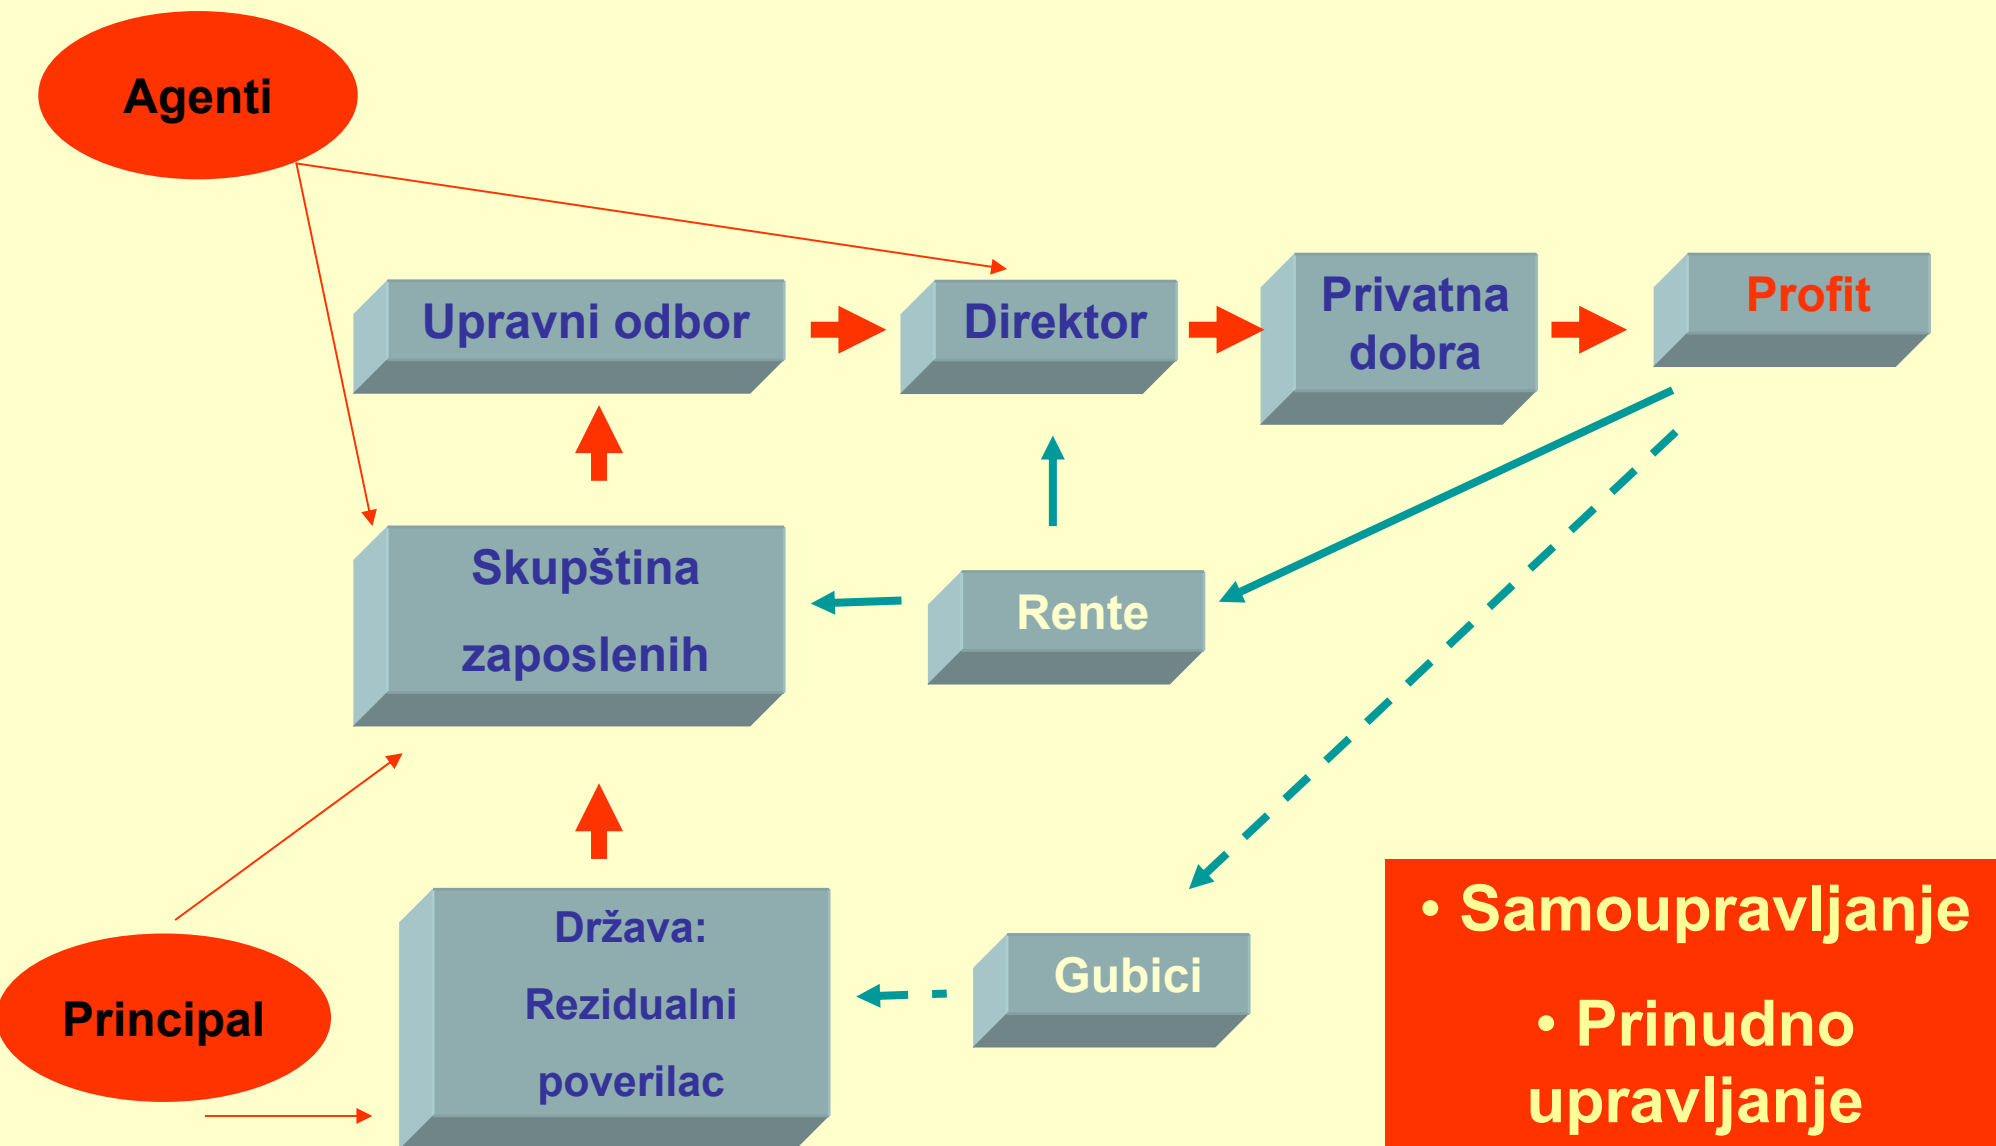 Agenti
Upravni odbor
Direktor
Privatna
dobra
Profit
Skupština
zaposlenih
Rente
Država:
Rezidualni
poverilac
Gubici
Principal
• Samoupravljanje
• Prinudno
upravljanje